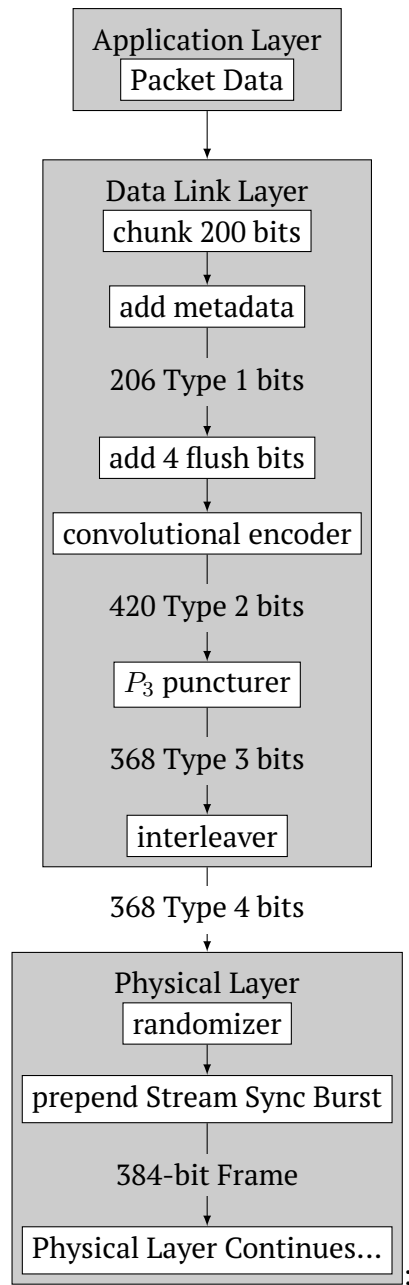 Application Layer
Packet Data
Data Link Layer
chunk 200 bits
add metadata
206 Type 1 bits
add 4 flush bits
convolutional encoder
420 Type 2 bits
P₃ puncturer
368 Type 3 bits
interleaver
368 Type 4 bits
Physical Layer
randomizer
prepend Stream Sync Burst
384-bit Frame
Physical Layer Continues... .